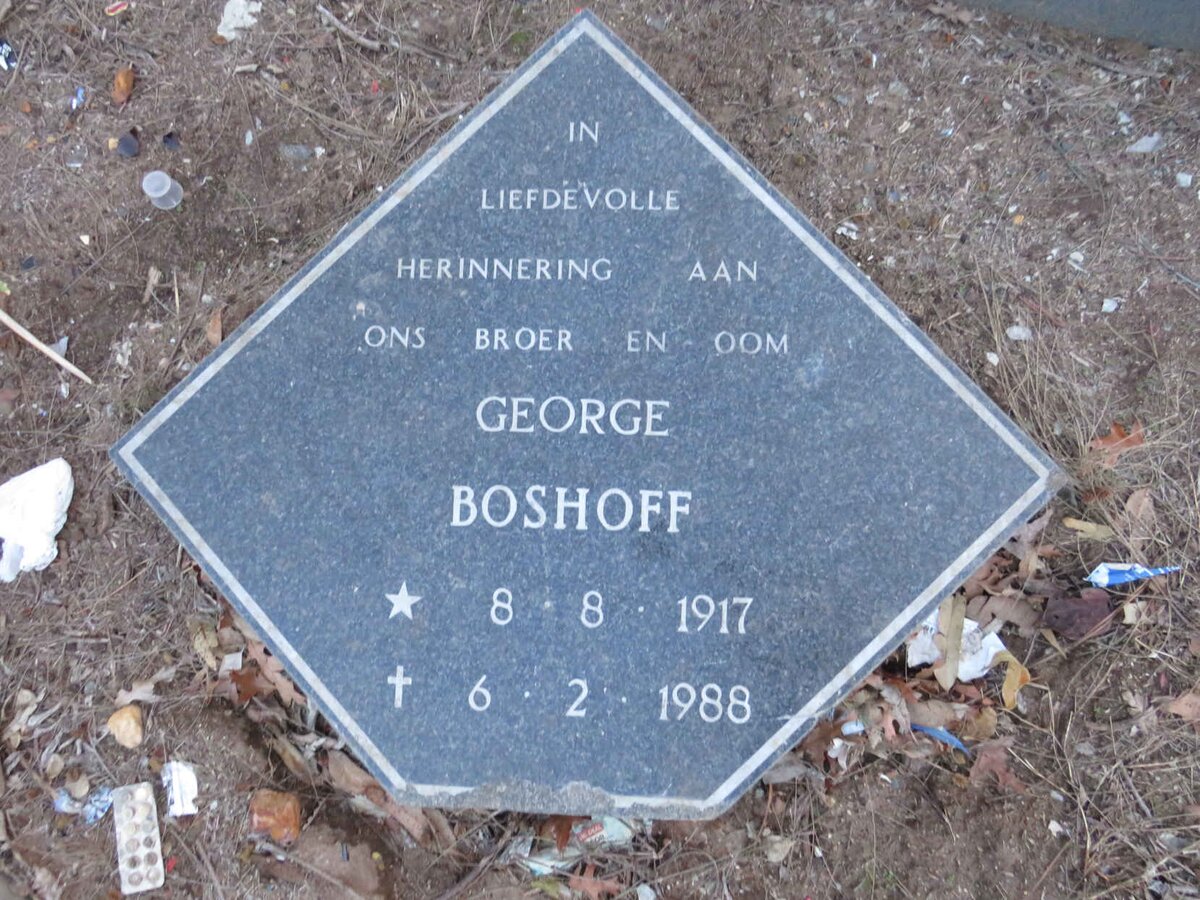 IN
LIEFDEVOLLE
HERINNERING AAN
ONS BROER EN OOM
GEORGE
BOSHOFF
★ 8 · 8 · 1917
✝ 6 · 2 · 1988